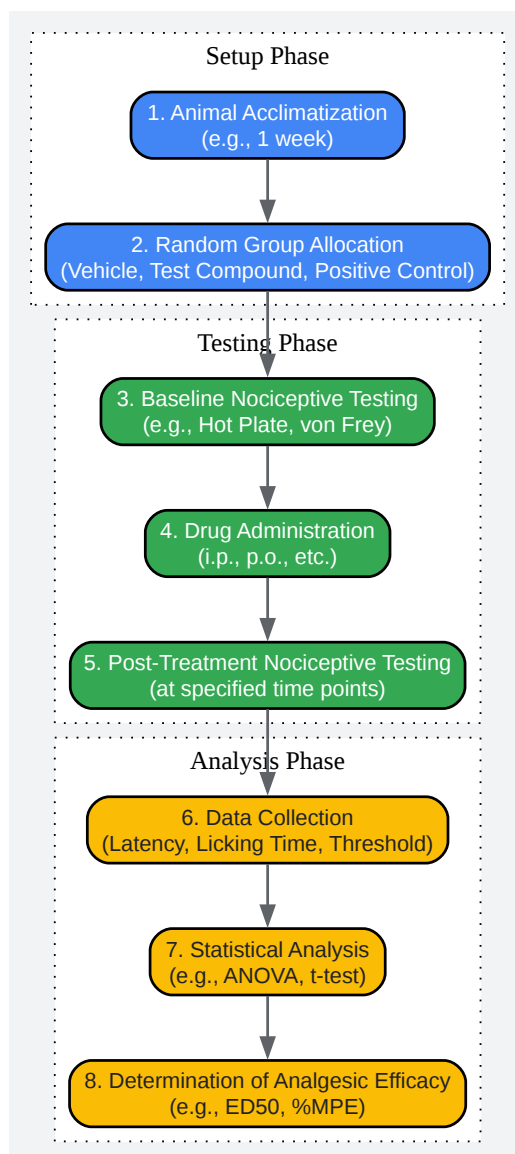 Setup Phase
1. Animal Acclimatization
(e.g., 1 week)
2. Random Group Allocation
(Vehicle, Test Compound, Positive Control)
Testing Phase
3. Baseline Nociceptive Testing
(e.g., Hot Plate, von Frey)
4. Drug Administration
(i.p., p.o., etc.)
5. Post-Treatment Nociceptive Testing
(at specified time points)
Analysis Phase
6. Data Collection
(Latency, Licking Time, Threshold)
7. Statistical Analysis
(e.g., ANOVA, t-test)
8. Determination of Analgesic Efficacy
(e.g., ED50, %MPE)